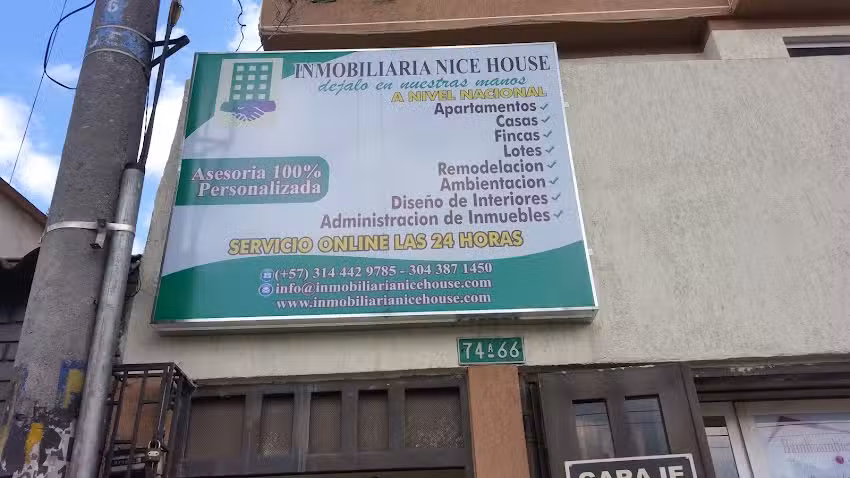 INMOBILIARIA NICE HOUSE
dejalo en nuestras manos
A NIVEL NACIONAL
Apartamentos
Casas
Fincas
Lotes
Remodelacion
Ambientacion
Diseño de Interiores
Administracion de Inmuebles
Asesoria 100%
Personalizada
SERVICIO ONLINE LAS 24 HORAS
(+57) 314 442 9785 - 304 387 1450
info@inmobiliarianicehouse.com
www.inmobiliarianicehouse.com
74 A 66
GARAJE